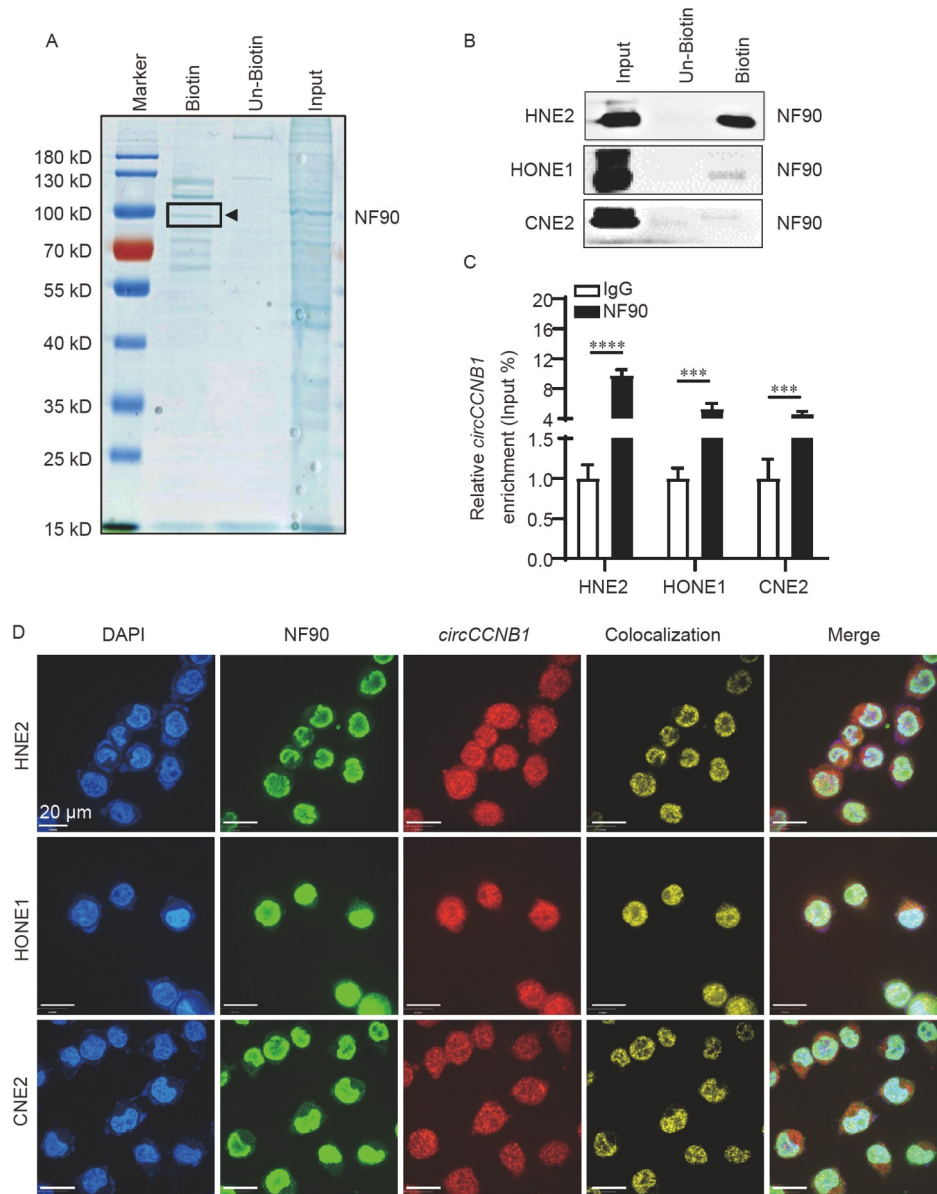 A
Marker
Biotin
Un-Biotin
Input
180 kD
130 kD
100 kD
NF90
70 kD
55 kD
40 kD
35 kD
25 kD
15 kD
B
Input
Un-Biotin
Biotin
HNE2
NF90
HONE1
NF90
CNE2
NF90
C
IgG
NF90
Relative circCCNB1
enrichment (Input %)
20
16
12
8
4
1.5
1.0
0.5
0.0
****
***
***
HNE2 HONE1 CNE2
D
DAPI NF90 circCCNB1 Colocalization Merge
HNE2
20 μm
HONE1
CNE2